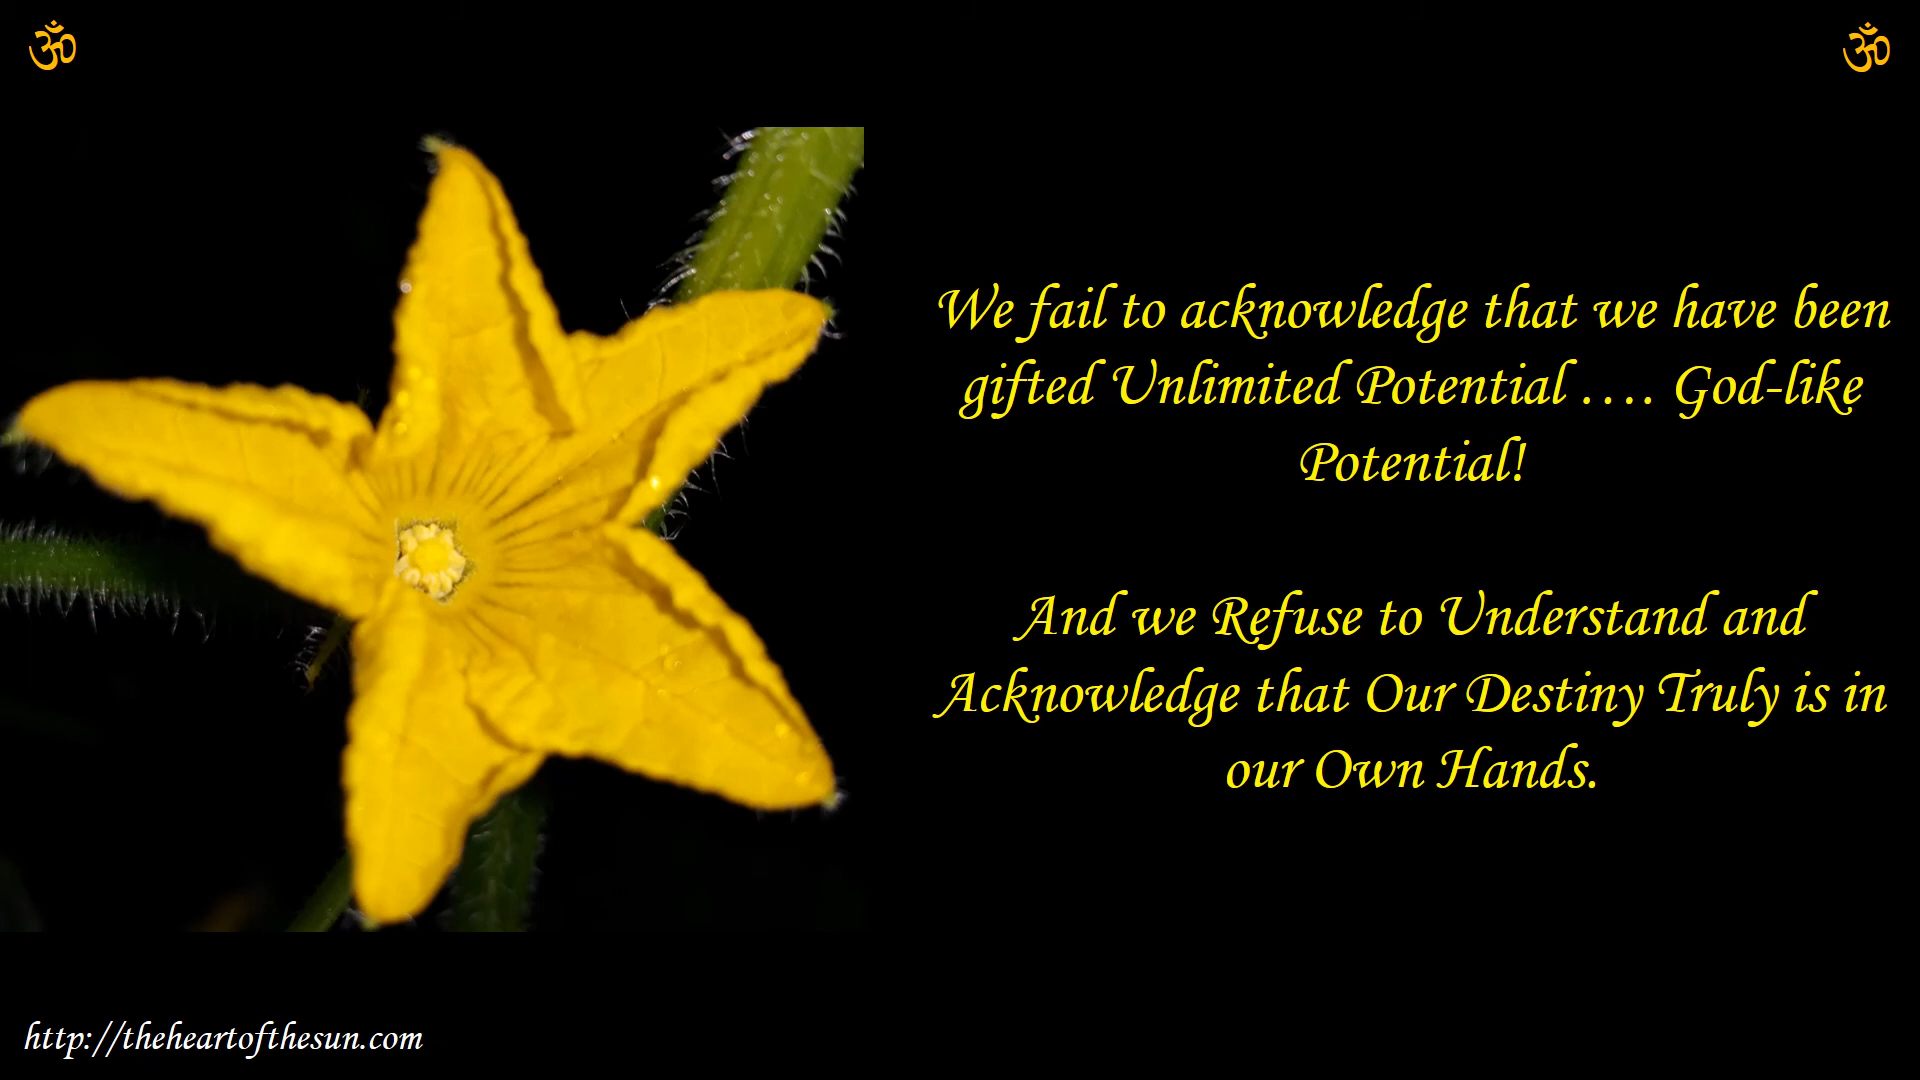 ॐ ॐ
We fail to acknowledge that we have been
gifted Unlimited Potential .... God-like
Potential!
And we Refuse to Understand and
Acknowledge that Our Destiny Truly is in
our Own Hands.
http://theheartofthesun.com